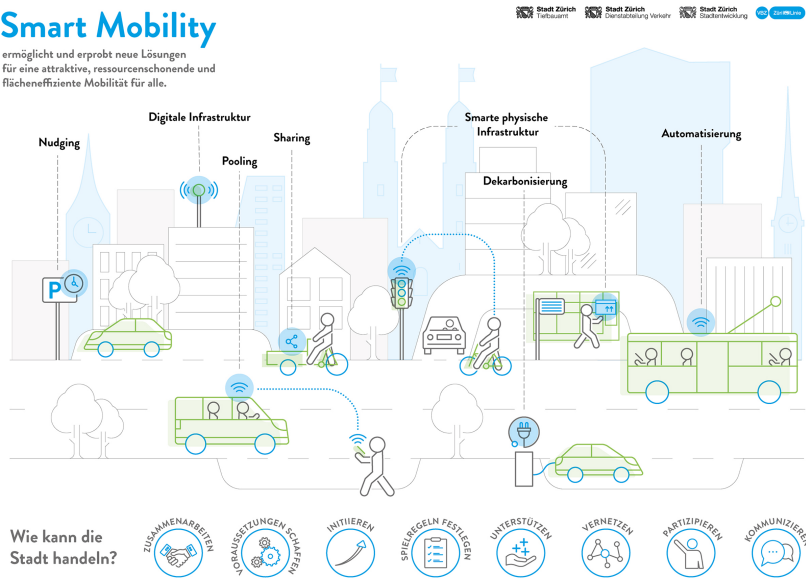 Smart Mobility
ermöglicht und erprobt neue Lösungen
für eine attraktive, ressourcenschonende und
flächeneffiziente Mobilität für alle.
Stadt Zürich
Tiefbauamt
Stadt Zürich
Dienstabteilung Verkehr
Stadt Zürich
Stadtentwicklung
VBZ
Züri Linie
Nudging
Digitale Infrastruktur
Pooling
Sharing
Smarte physische
Infrastruktur
Dekarbonisierung
Automatisierung
P
Wie kann die
Stadt handeln?
ZUSAMMENARBEITEN
VORAUSSETZUNGEN SCHAFFEN
INITIIEREN
SPIELREGELN FESTLEGEN
UNTERSTÜTZEN
VERNETZEN
PARTIZIPIEREN
KOMMUNIZIEREN